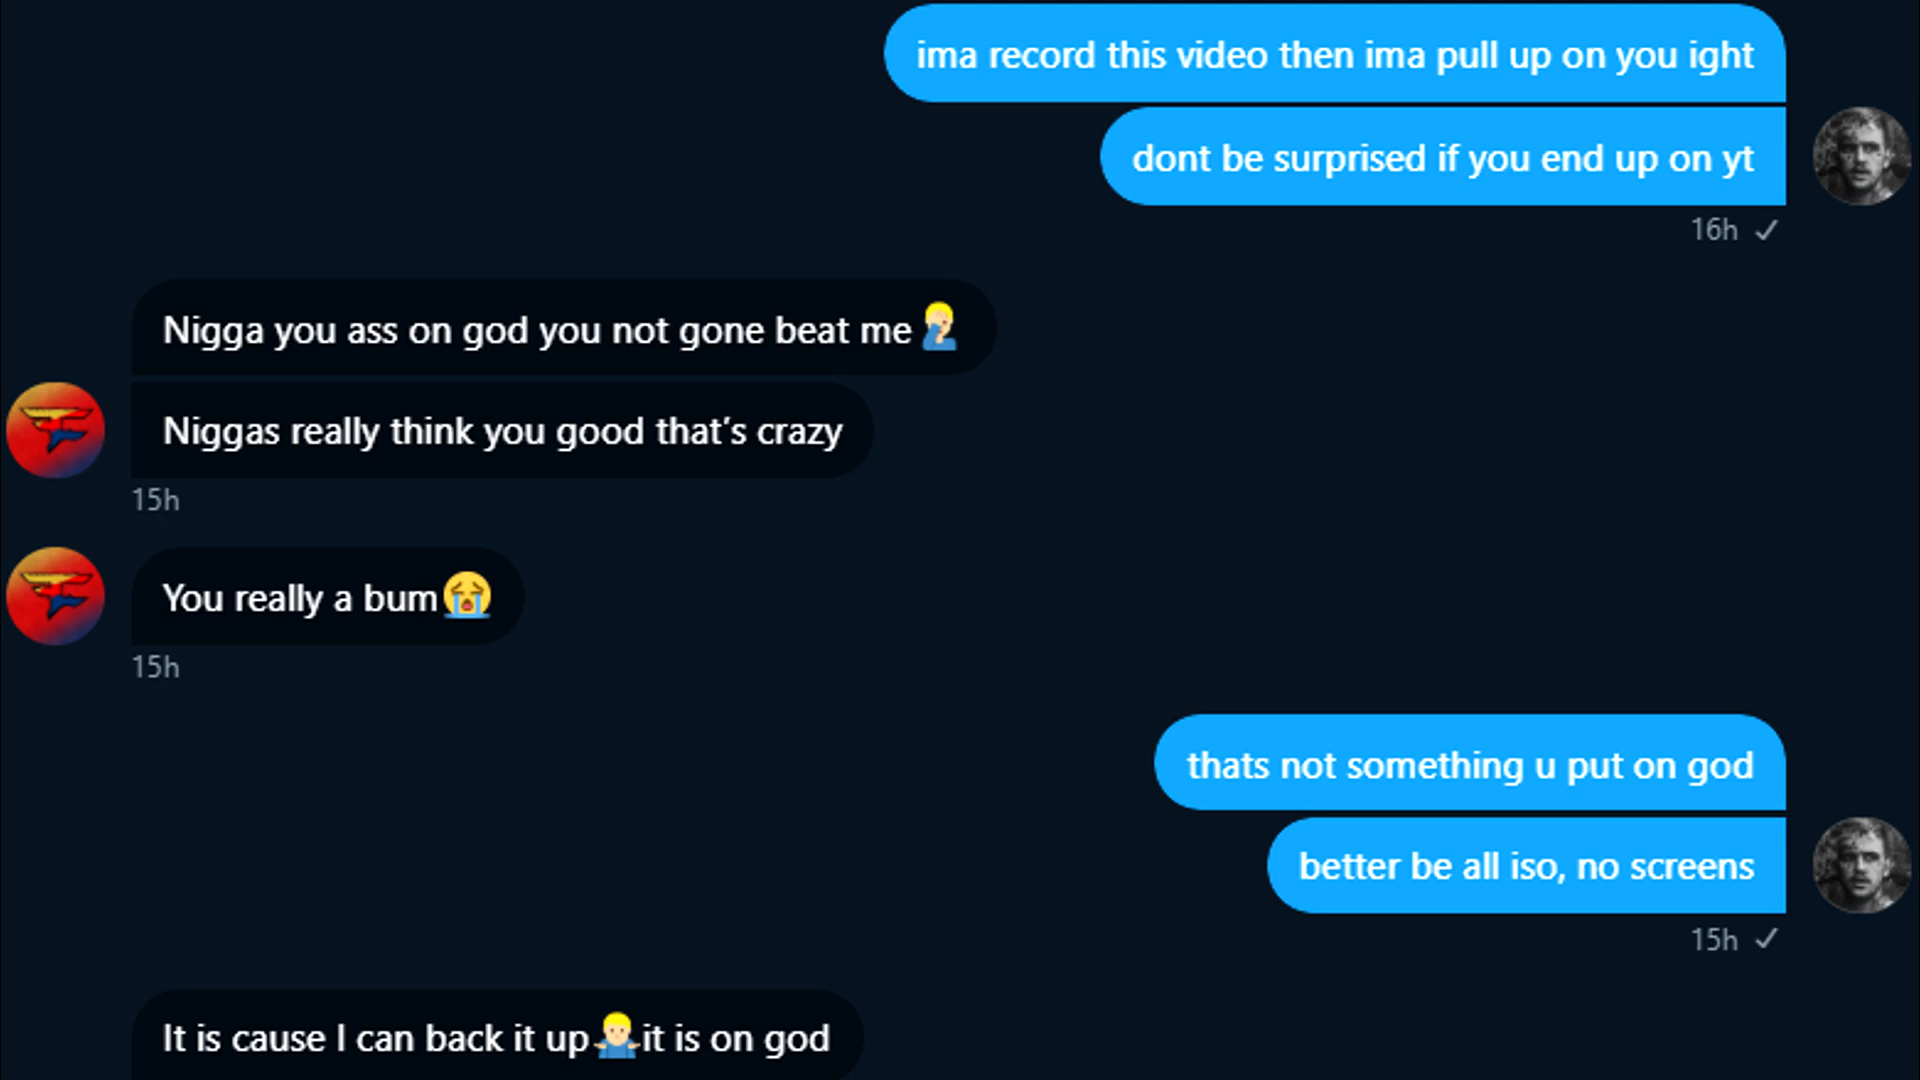 ima record this video then ima pull up on you ight
dont be surprised if you end up on yt
16h ✓
Nigga you ass on god you not gone beat me🤦🏼‍♂️
Niggas really think you good that’s crazy
15h
You really a bum😭
15h
thats not something u put on god
better be all iso, no screens
15h ✓
It is cause I can back it up🤷🏼‍♂️it is on god